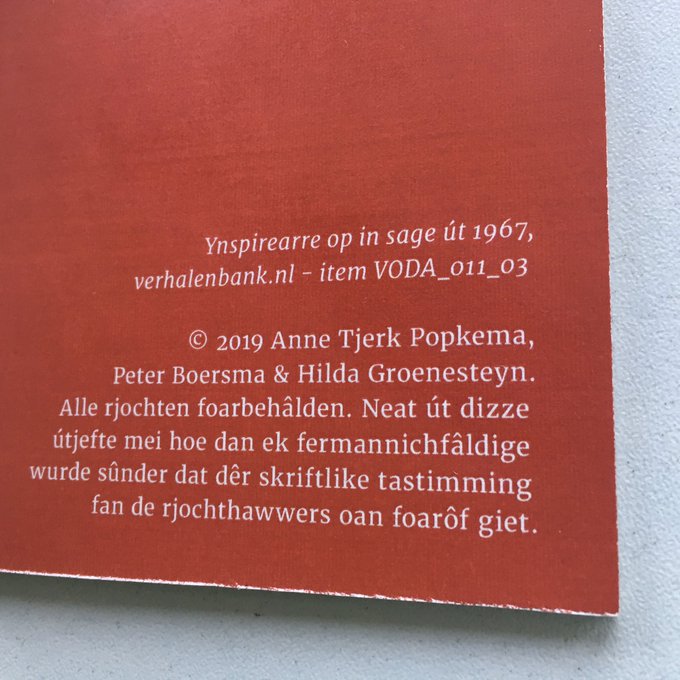 Ynspirearre op in sage út 1967,
verhalenbank.nl – item VODA_011_03
© 2019 Anne Tjerk Popkema,
Peter Boersma & Hilda Groenesteyn.
Alle rjochten foarbehâlden. Neat út dizze
útjefte mei hoe dan ek fermannichfâldige
wurde sûnder dat dêr skriftlike tastimming
fan de rjochthawwers oan foarôf giet.